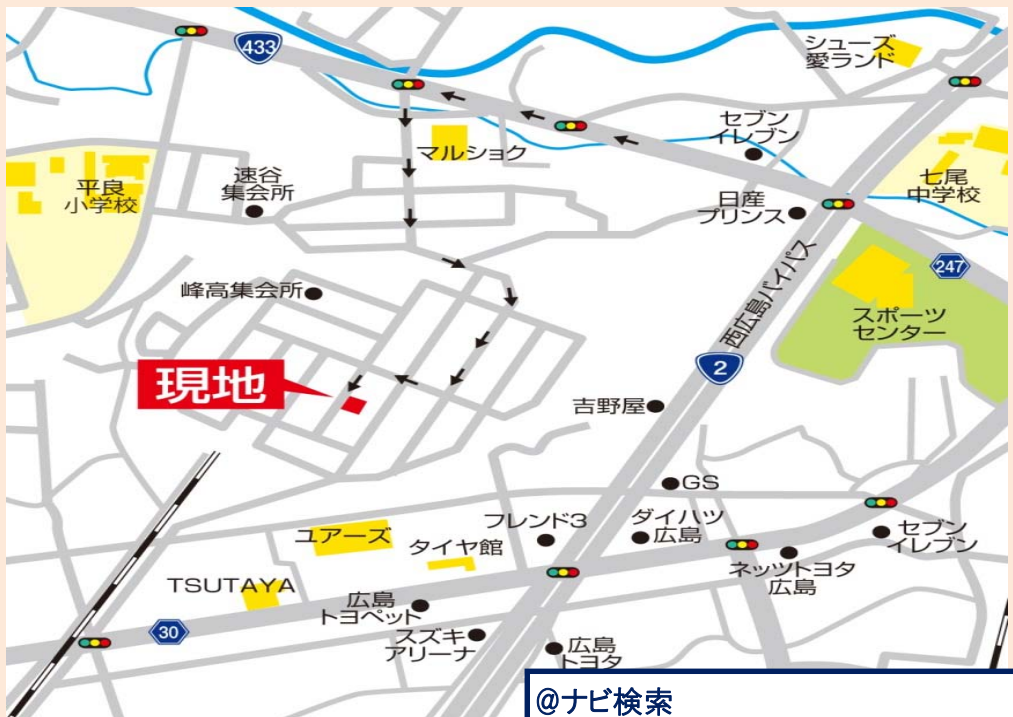 433
シューズ
愛ランド
セブン
イレブン
マルショク
速谷
集会所
平良
小学校
日産
プリンス
七尾
中学校
247
峰高集会所
西広島バイパス
スポーツ
センター
現地
2
吉野屋
GS
ユアーズ
フレンド3
ダイハツ
広島
タイヤ館
セブン
イレブン
ネッツトヨタ
広島
TSUTAYA
広島
トヨペット
30
スズキ
アリーナ
広島
トヨタ
@ナビ検索